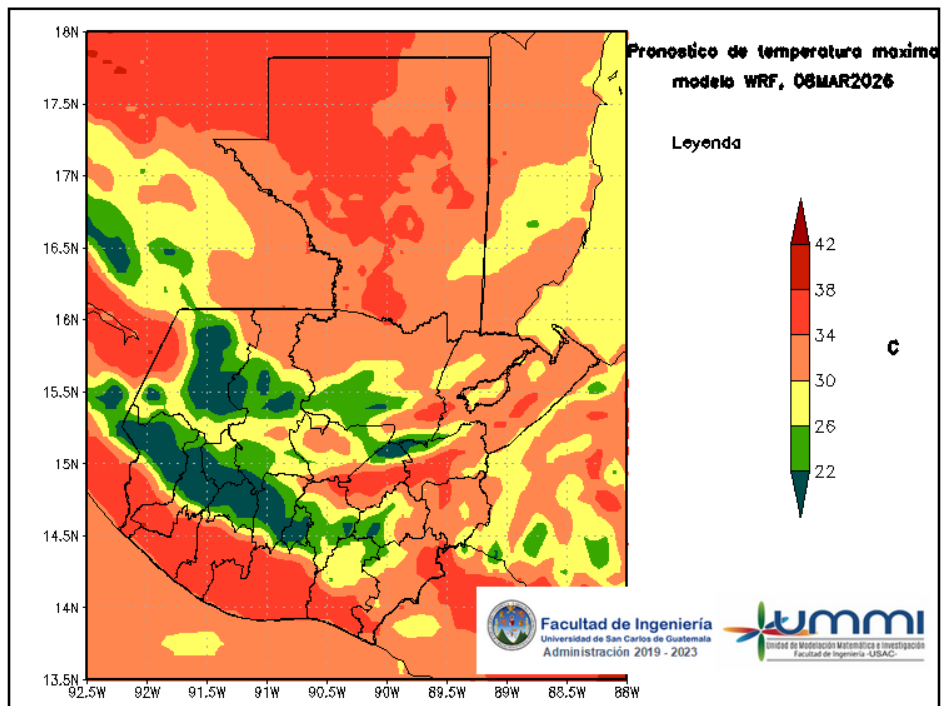 Pronostico de temperatura maxima
modelo WRF, 08MAR2026
Leyenda
18N
17.5N
17N
16.5N
16N
15.5N
15N
14.5N
14N
13.5N
92.5W 92W 91.5W 91W 90.5W 90W 89.5W 89W 88.5W 88W
42
38
34
30
26
22
C
Facultad de Ingeniería
Universidad de San Carlos de Guatemala
Administración 2019 - 2023
UMMI
Unidad de Modelación Matemática e Investigación
Facultad de Ingeniería -USAC-